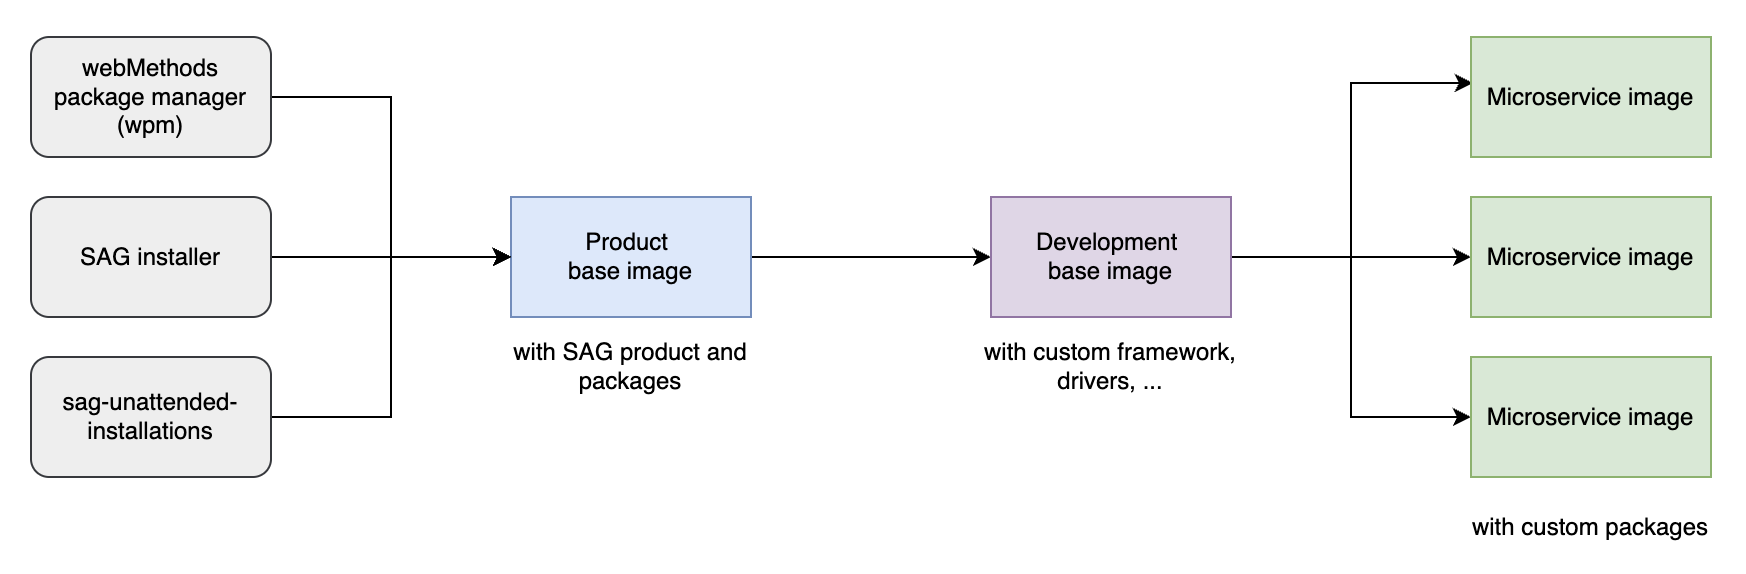 webMethods
package manager
(wpm)
SAG installer
sag-unattended-
installations
Product
base image
with SAG product and
packages
Development
base image
with custom framework,
drivers, ...
Microservice image
Microservice image
Microservice image
with custom packages